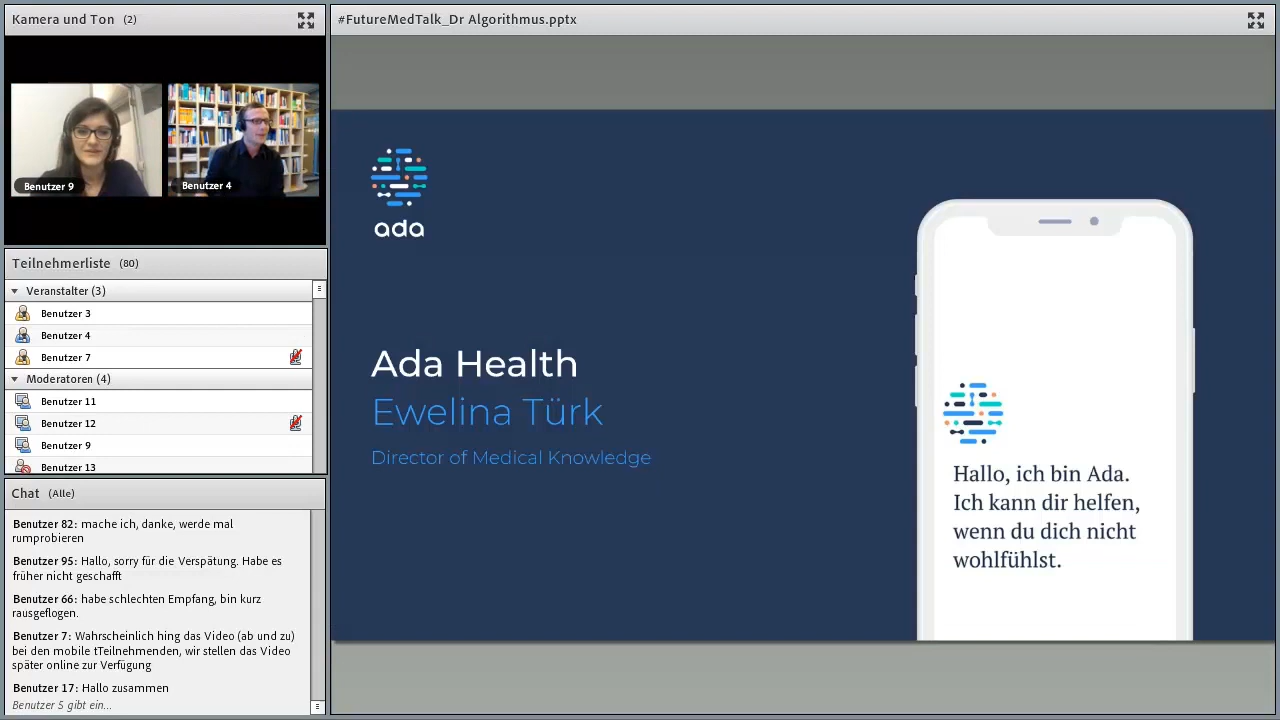 Kamera und Ton (2)
Benutzer 9
Benutzer 4
Teilnehmerliste (80)
Veranstalter (3)
Benutzer 3
Benutzer 4
Benutzer 7
Moderatoren (4)
Benutzer 11
Benutzer 12
Benutzer 9
Benutzer 13
Chat (Alle)
Benutzer 82: mache ich, danke, werde mal
rumprobieren
Benutzer 95: Hallo, sorry für die Verspätung. Habe es
früher nicht geschafft
Benutzer 66: habe schlechten Empfang, bin kurz
rausgeflogen.
Benutzer 7: Wahrscheinlich hing das Video (ab und zu)
bei den mobile tTeilnehmenden, wir stellen das Video
später online zur Verfügung
Benutzer 17: Hallo zusammen
Benutzer 5 gibt ein...
#FutureMedTalk_Dr Algorithmus.pptx
ada
Ada Health
Ewelina Türk
Director of Medical Knowledge
Hallo, ich bin Ada.
Ich kann dir helfen,
wenn du dich nicht
wohlfühlst.